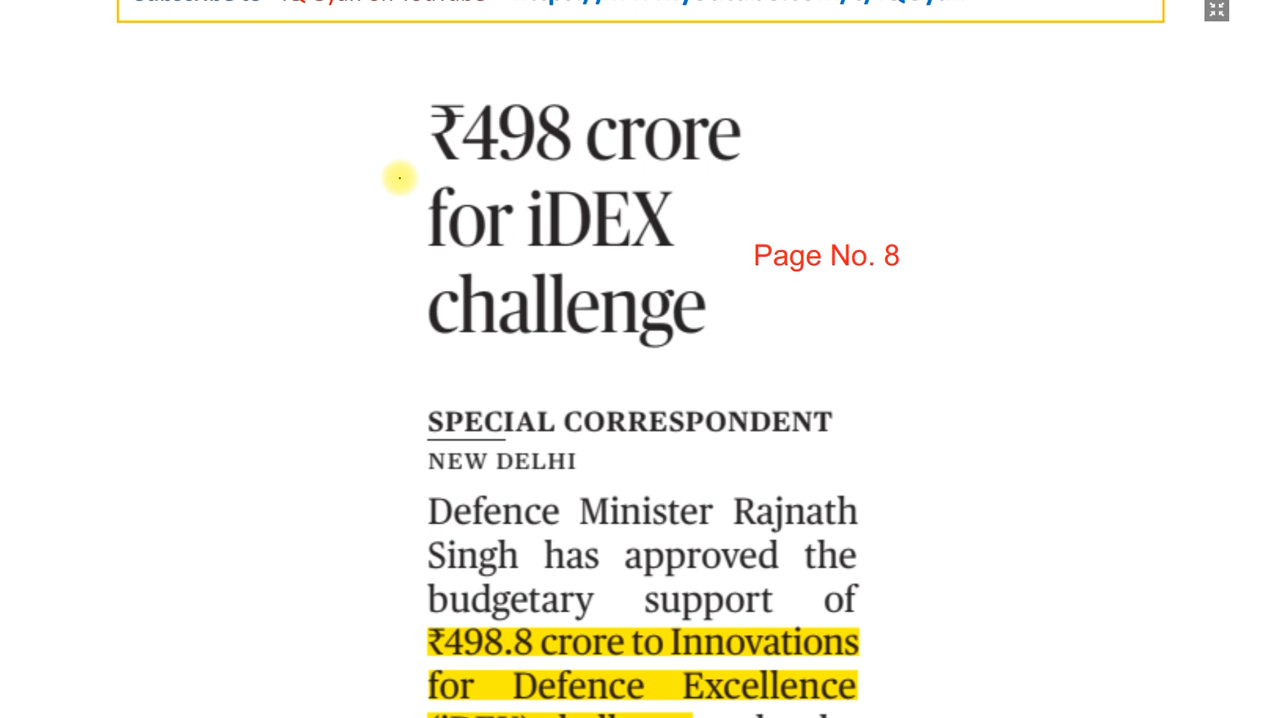 ₹498 crore
for iDEX
challenge
Page No. 8
SPECIAL CORRESPONDENT
NEW DELHI
Defence Minister Rajnath
Singh has approved the
budgetary support of
₹498.8 crore to Innovations
for Defence Excellence